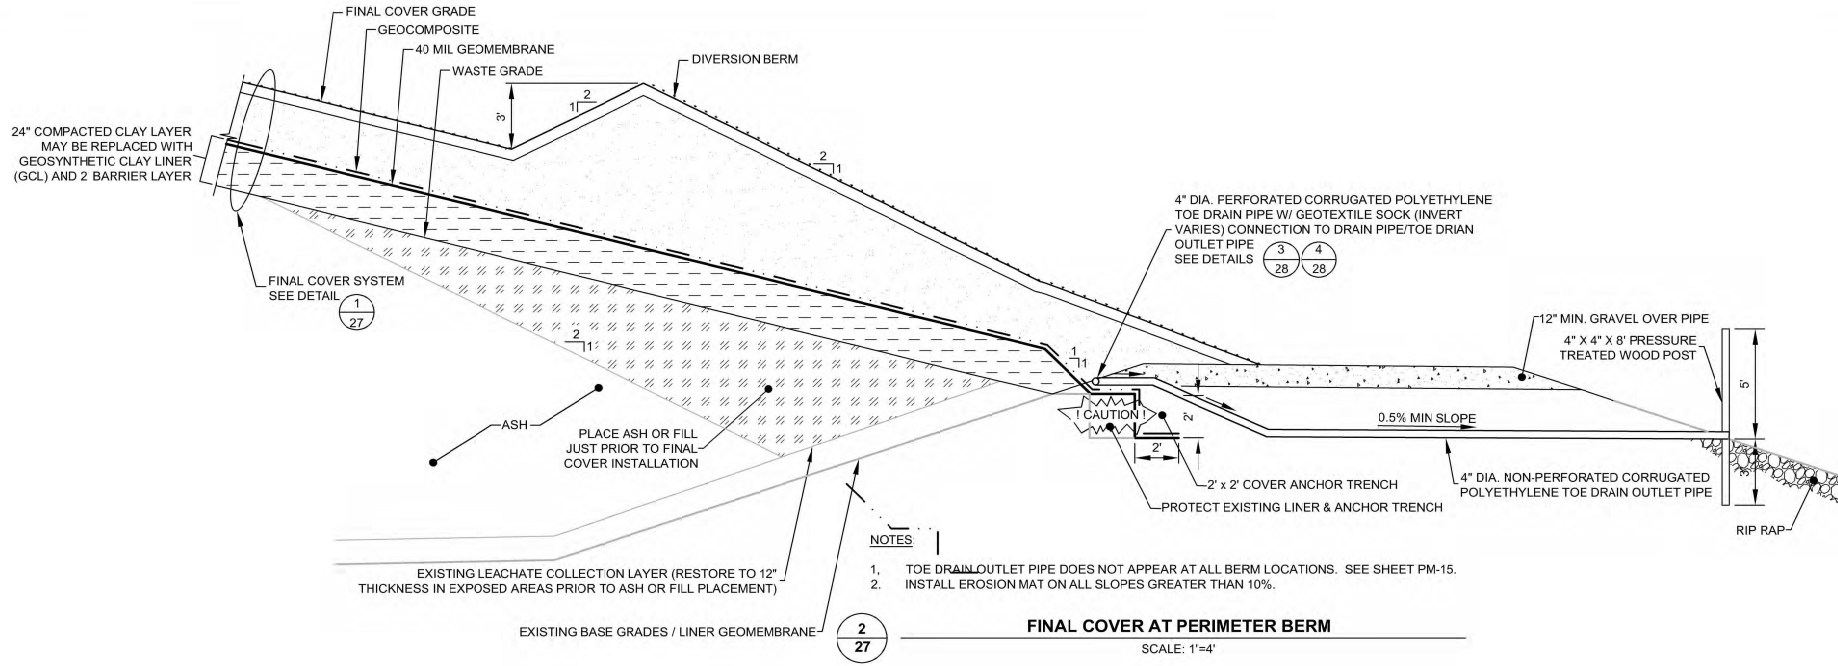 FINAL COVER GRADE
GEOCOMPOSITE
40 MIL GEOMEMBRANE
WASTE GRADE
DIVERSION BERM
2
1
3'
24" COMPACTED CLAY LAYER
MAY BE REPLACED WITH
GEOSYNTHETIC CLAY LINER
(GCL) AND 2 BARRIER LAYER
2
1
4" DIA. PERFORATED CORRUGATED POLYETHYLENE
TOE DRAIN PIPE W/ GEOTEXTILE SOCK (INVERT
VARIES) CONNECTION TO DRAIN PIPE/TOE DRIAN
OUTLET PIPE
SEE DETAILS
3
28
4
28
FINAL COVER SYSTEM
SEE DETAIL
1
27
2
1
1
1
12" MIN. GRAVEL OVER PIPE
4" X 4" X 8' PRESSURE
TREATED WOOD POST
5'
ASH
PLACE ASH OR FILL
JUST PRIOR TO FINAL
COVER INSTALLATION
! CAUTION !
2'
2'
0.5% MIN SLOPE
3'
2' x 2' COVER ANCHOR TRENCH
PROTECT EXISTING LINER & ANCHOR TRENCH
4" DIA. NON-PERFORATED CORRUGATED
POLYETHYLENE TOE DRAIN OUTLET PIPE
RIP RAP
EXISTING LEACHATE COLLECTION LAYER (RESTORE TO 12"
THICKNESS IN EXPOSED AREAS PRIOR TO ASH OR FILL PLACEMENT)
EXISTING BASE GRADES / LINER GEOMEMBRANE
NOTES
1, TOE DRAIN OUTLET PIPE DOES NOT APPEAR AT ALL BERM LOCATIONS. SEE SHEET PM-15.
2. INSTALL EROSION MAT ON ALL SLOPES GREATER THAN 10%.
2
27
FINAL COVER AT PERIMETER BERM
SCALE: 1'=4'